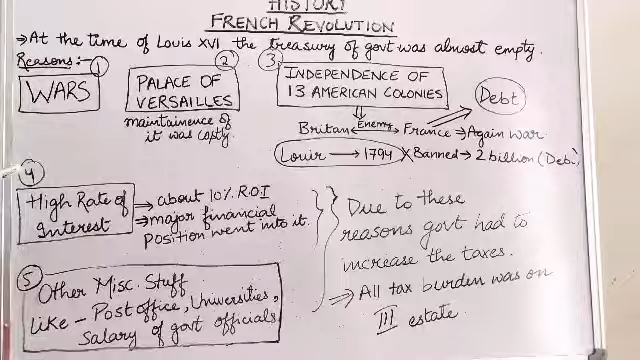 HISTORY
FRENCH REVOLUTION
⇒ At the time of Louis XVI the treasury of govt was almost empty.
Reasons:-
1
WARS
2
PALACE OF
VERSAILLES
maintainence of
it was costly
3
INDEPENDENCE OF
13 AMERICAN COLONIES
Debt
Britan ← Enemy → France ⇒ Again war
Louir → 1794 X Banned → 2 billion (Debt)
4
High Rate of
Interest
→ about 10% R.O.I
⇒ major financial
position went into it.
5
Other Misc. Stuff
like - Post office, Universities,
Salary of govt officials
Due to these
reasons govt had to
increase the taxes.
⇒ All tax burden was on
III estate